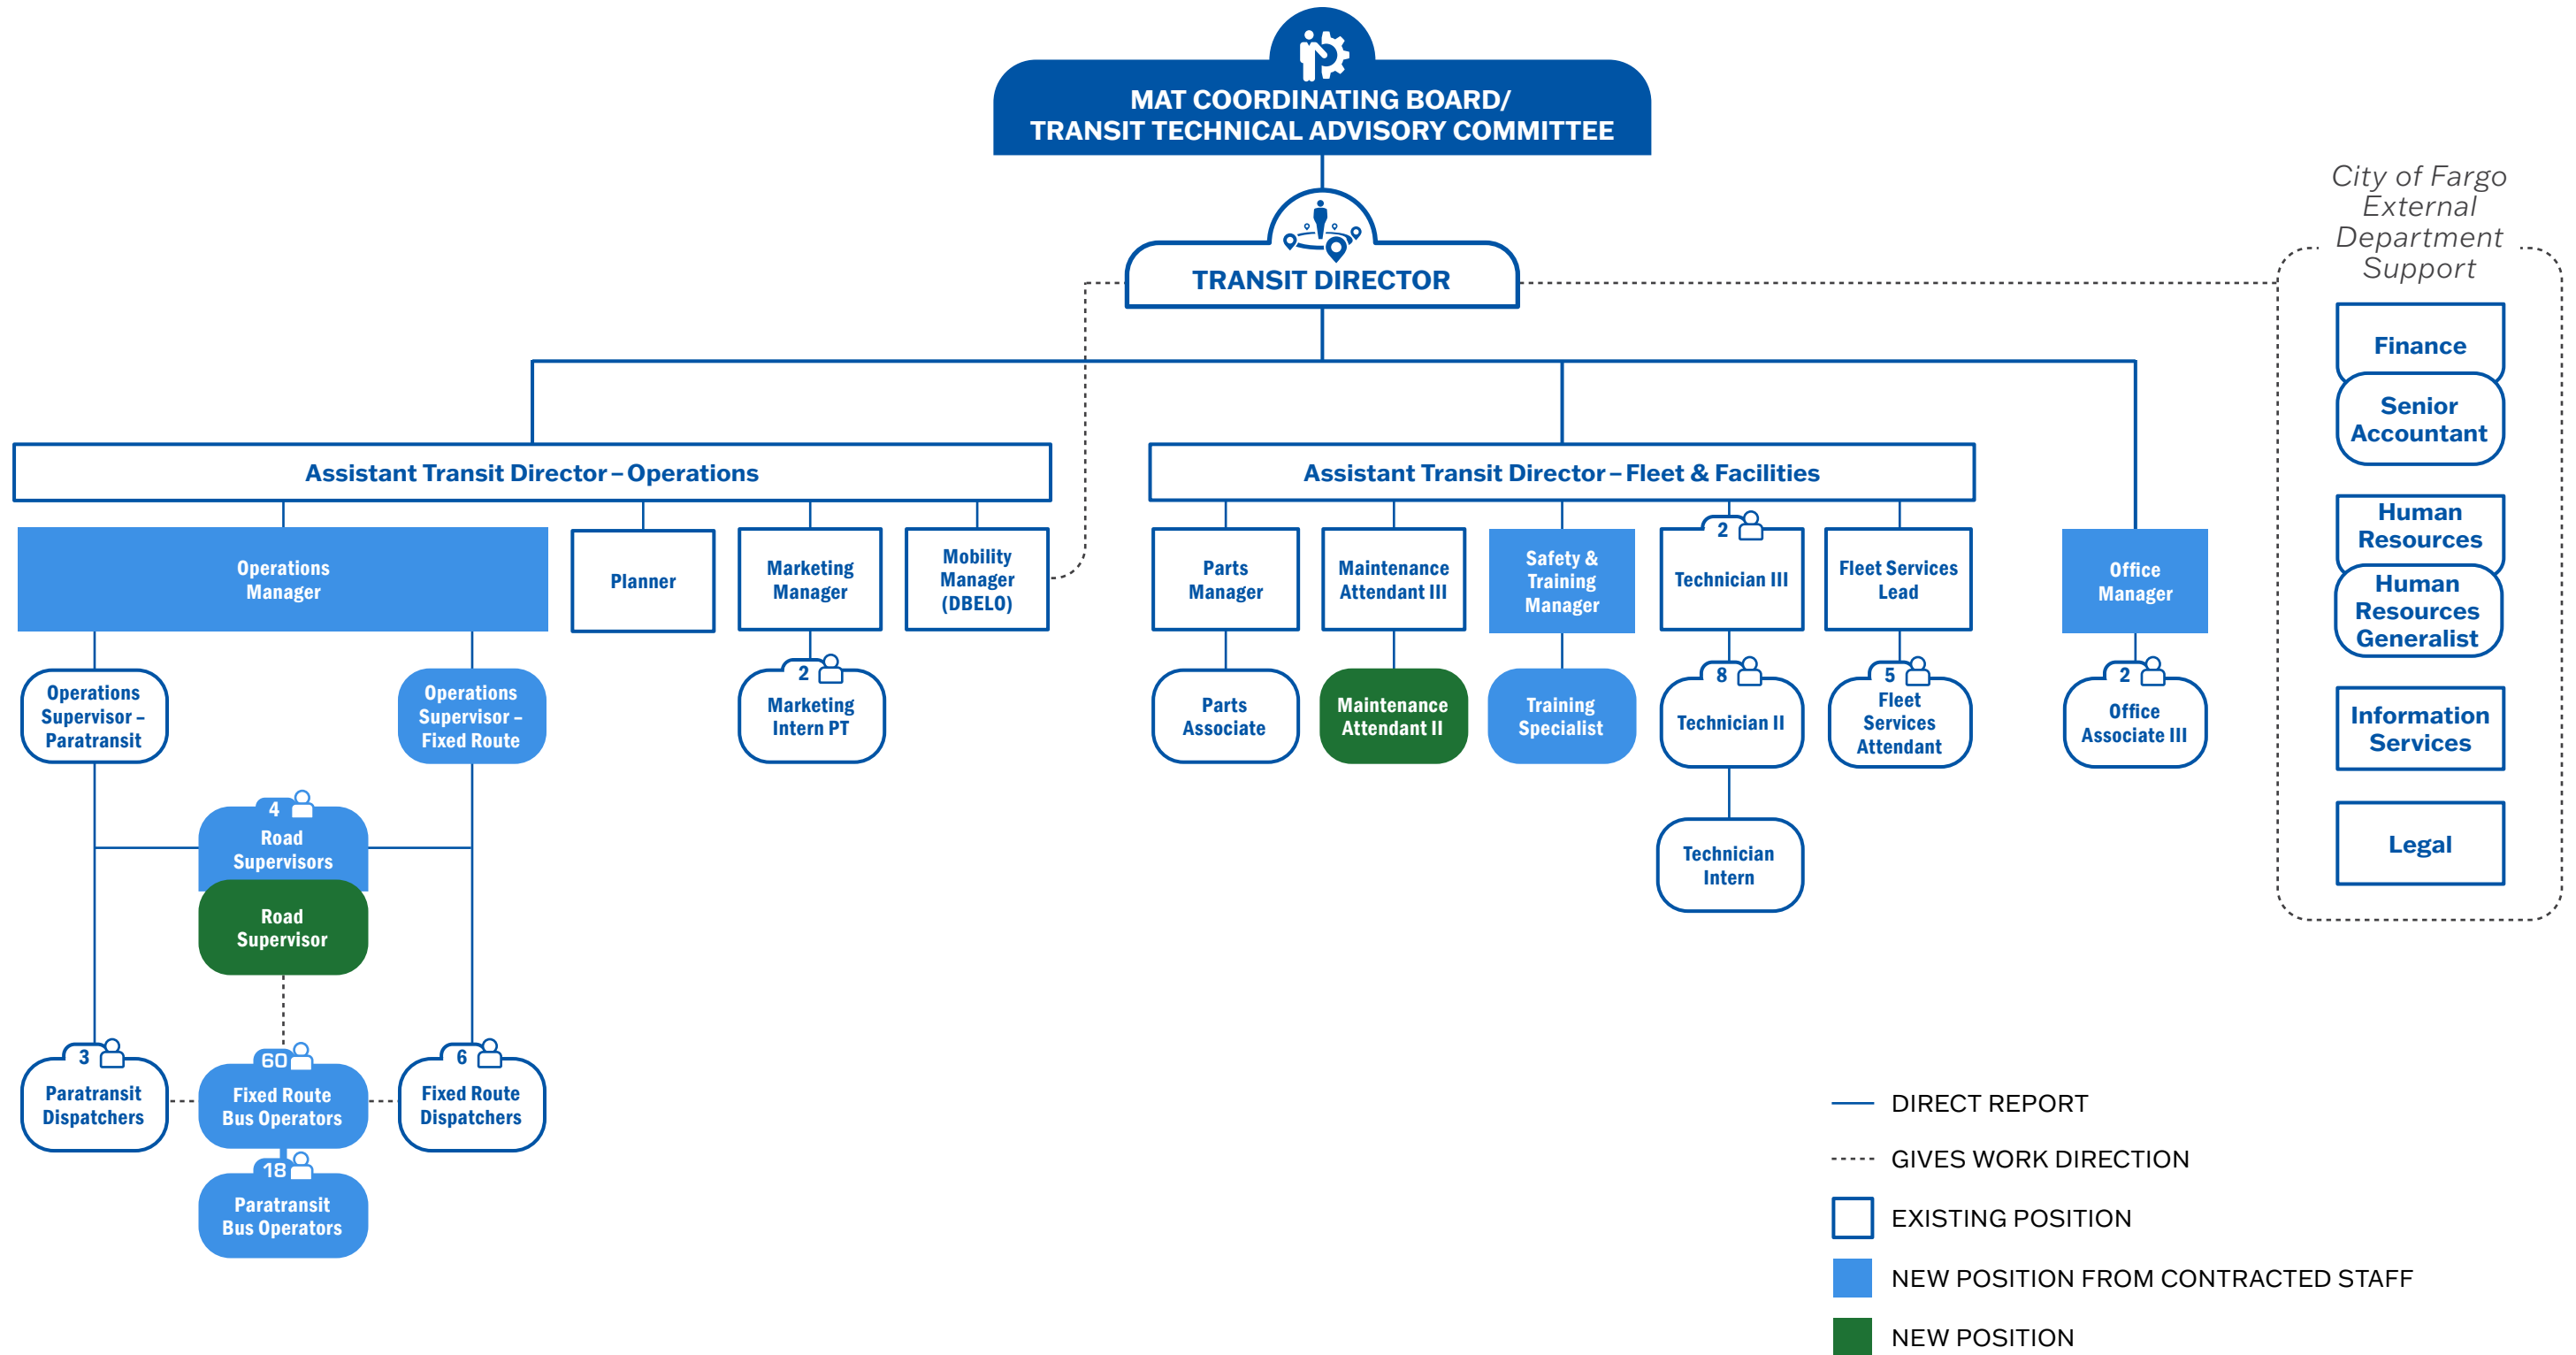 MAT COORDINATING BOARD/
TRANSIT TECHNICAL ADVISORY COMMITTEE
TRANSIT DIRECTOR
City of Fargo
External
Department
Support
Finance
Senior
Accountant
Human
Resources
Human
Resources
Generalist
Information
Services
Legal
Assistant Transit Director – Operations
Operations
Manager
Planner
Marketing
Manager
Mobility
Manager
(DBELO)
Operations
Supervisor –
Paratransit
Operations
Supervisor –
Fixed Route
2
Marketing
Intern PT
4
Road
Supervisors
Road
Supervisor
3
Paratransit
Dispatchers
60
Fixed Route
Bus Operators
6
Fixed Route
Dispatchers
18
Paratransit
Bus Operators
Assistant Transit Director – Fleet & Facilities
Parts
Manager
Maintenance
Attendant III
Safety &
Training
Manager
2
Technician III
Fleet Services
Lead
Office
Manager
Parts
Associate
Maintenance
Attendant II
Training
Specialist
8
Technician II
5
Fleet
Services
Attendant
2
Office
Associate III
Technician
Intern
DIRECT REPORT
GIVES WORK DIRECTION
EXISTING POSITION
NEW POSITION FROM CONTRACTED STAFF
NEW POSITION